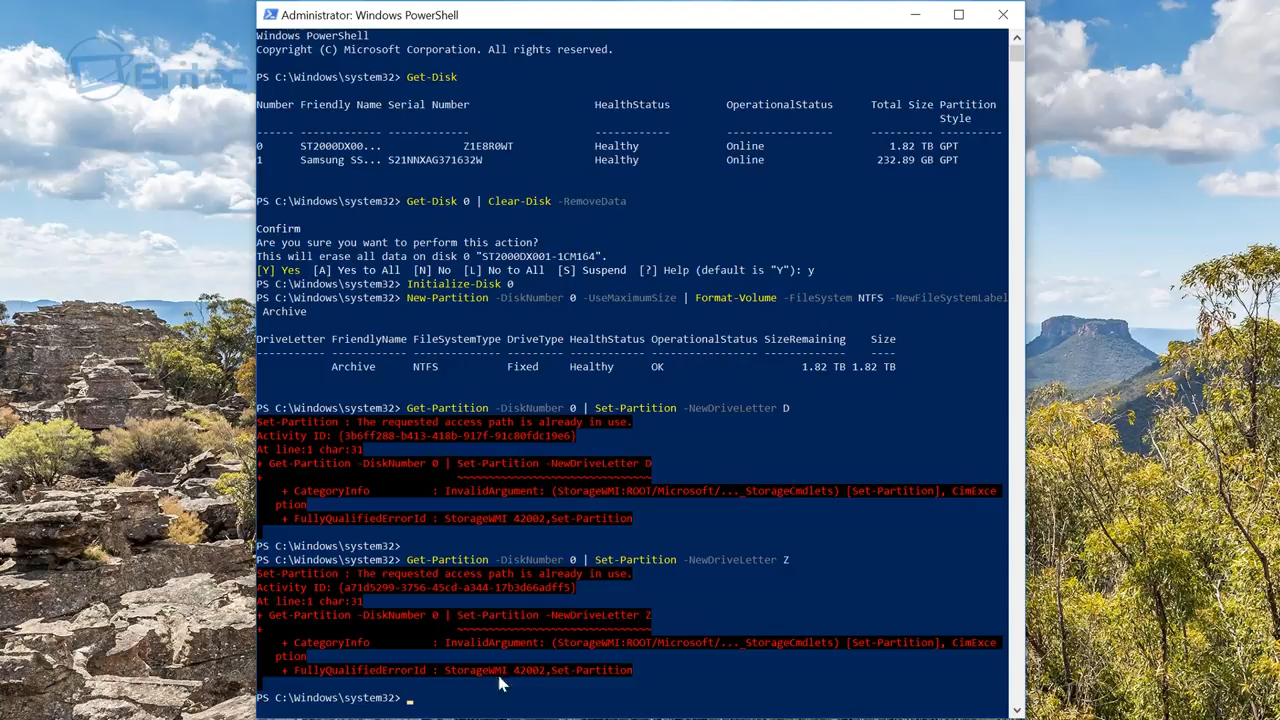 Administrator: Windows PowerShell
Britec
Windows PowerShell
Copyright (C) Microsoft Corporation. All rights reserved.
PS C:\Windows\system32> Get-Disk
Number Friendly Name Serial Number HealthStatus OperationalStatus Total Size Partition
Style
------ ------------- ------------- ------------ ----------------- ---------- ----------
0 ST2000DX00... Z1E8R0WT Healthy Online 1.82 TB GPT
1 Samsung SS... S21NNXAG371632W Healthy Online 232.89 GB GPT
PS C:\Windows\system32> Get-Disk 0 | Clear-Disk -RemoveData
Confirm
Are you sure you want to perform this action?
This will erase all data on disk 0 "ST2000DX001-1CM164".
[Y] Yes [A] Yes to All [N] No [L] No to All [S] Suspend [?] Help (default is "Y"): y
PS C:\Windows\system32> Initialize-Disk 0
PS C:\Windows\system32> New-Partition -DiskNumber 0 -UseMaximumSize | Format-Volume -FileSystem NTFS -NewFileSystemLabel
Archive
DriveLetter FriendlyName FileSystemType DriveType HealthStatus OperationalStatus SizeRemaining Size
----------- ------------ -------------- --------- ------------ ----------------- ------------- ----
Archive NTFS Fixed Healthy OK 1.82 TB 1.82 TB
PS C:\Windows\system32> Get-Partition -DiskNumber 0 | Set-Partition -NewDriveLetter D
Set-Partition : The requested access path is already in use.
Activity ID: {3b6ff288-b413-418b-917f-91c80fdc19e6}
At line:1 char:31
+ Get-Partition -DiskNumber 0 | Set-Partition -NewDriveLetter D
+ ~~~~~~~~~~~~~~~~~~~~~~~~~~~~~~~
+ CategoryInfo : InvalidArgument: (StorageWMI:ROOT/Microsoft/..._StorageCmdlets) [Set-Partition], CimExce
ption
+ FullyQualifiedErrorId : StorageWMI 42002,Set-Partition
PS C:\Windows\system32>
PS C:\Windows\system32> Get-Partition -DiskNumber 0 | Set-Partition -NewDriveLetter Z
Set-Partition : The requested access path is already in use.
Activity ID: {a71d5299-3756-45cd-a344-17b3d66adff5}
At line:1 char:31
+ Get-Partition -DiskNumber 0 | Set-Partition -NewDriveLetter Z
+ ~~~~~~~~~~~~~~~~~~~~~~~~~~~~~~~
+ CategoryInfo : InvalidArgument: (StorageWMI:ROOT/Microsoft/..._StorageCmdlets) [Set-Partition], CimExce
ption
+ FullyQualifiedErrorId : StorageWMI 42002,Set-Partition
PS C:\Windows\system32>